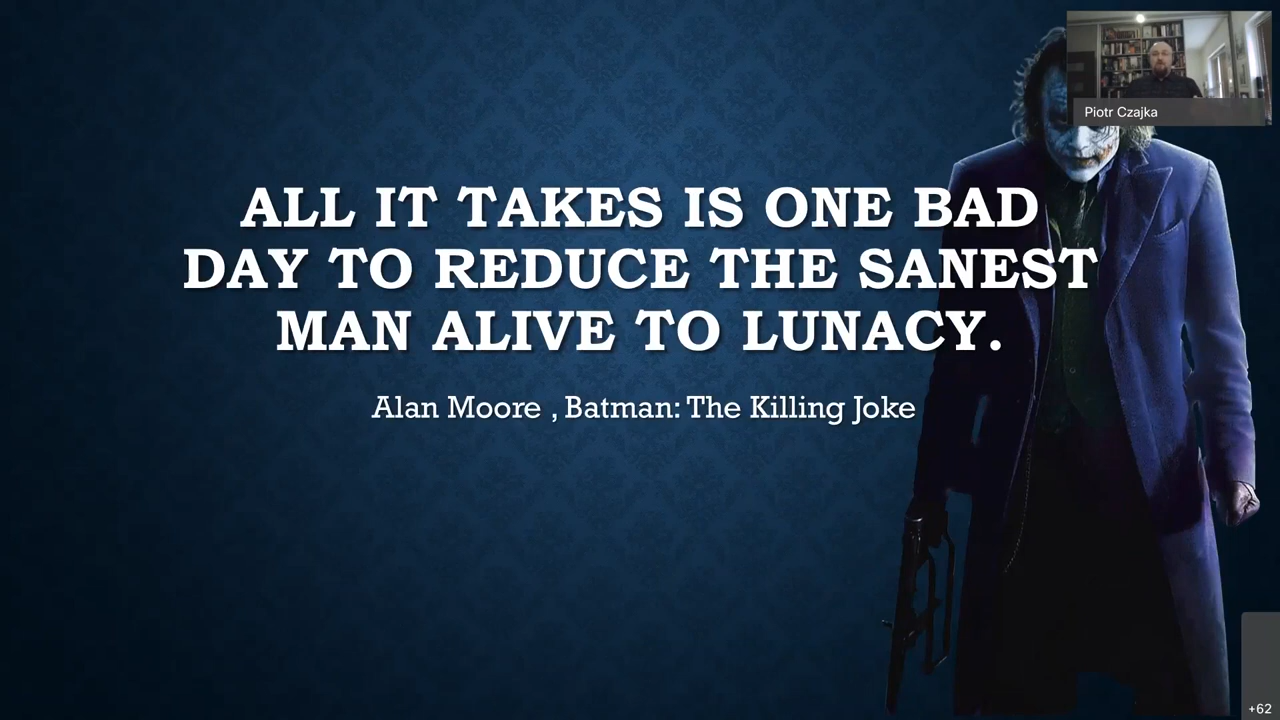 Piotr Czajka
ALL IT TAKES IS ONE BAD
DAY TO REDUCE THE SANEST
MAN ALIVE TO LUNACY.
Alan Moore , Batman: The Killing Joke
+62